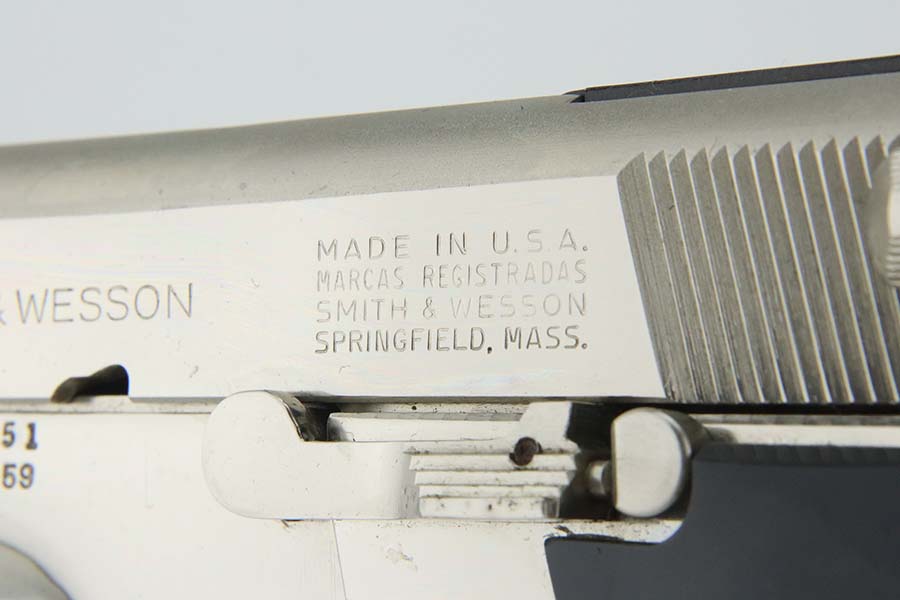 & WESSON
MADE IN U.S.A.
MARCAS REGISTRADAS
SMITH & WESSON
SPRINGFIELD, MASS.
51
59